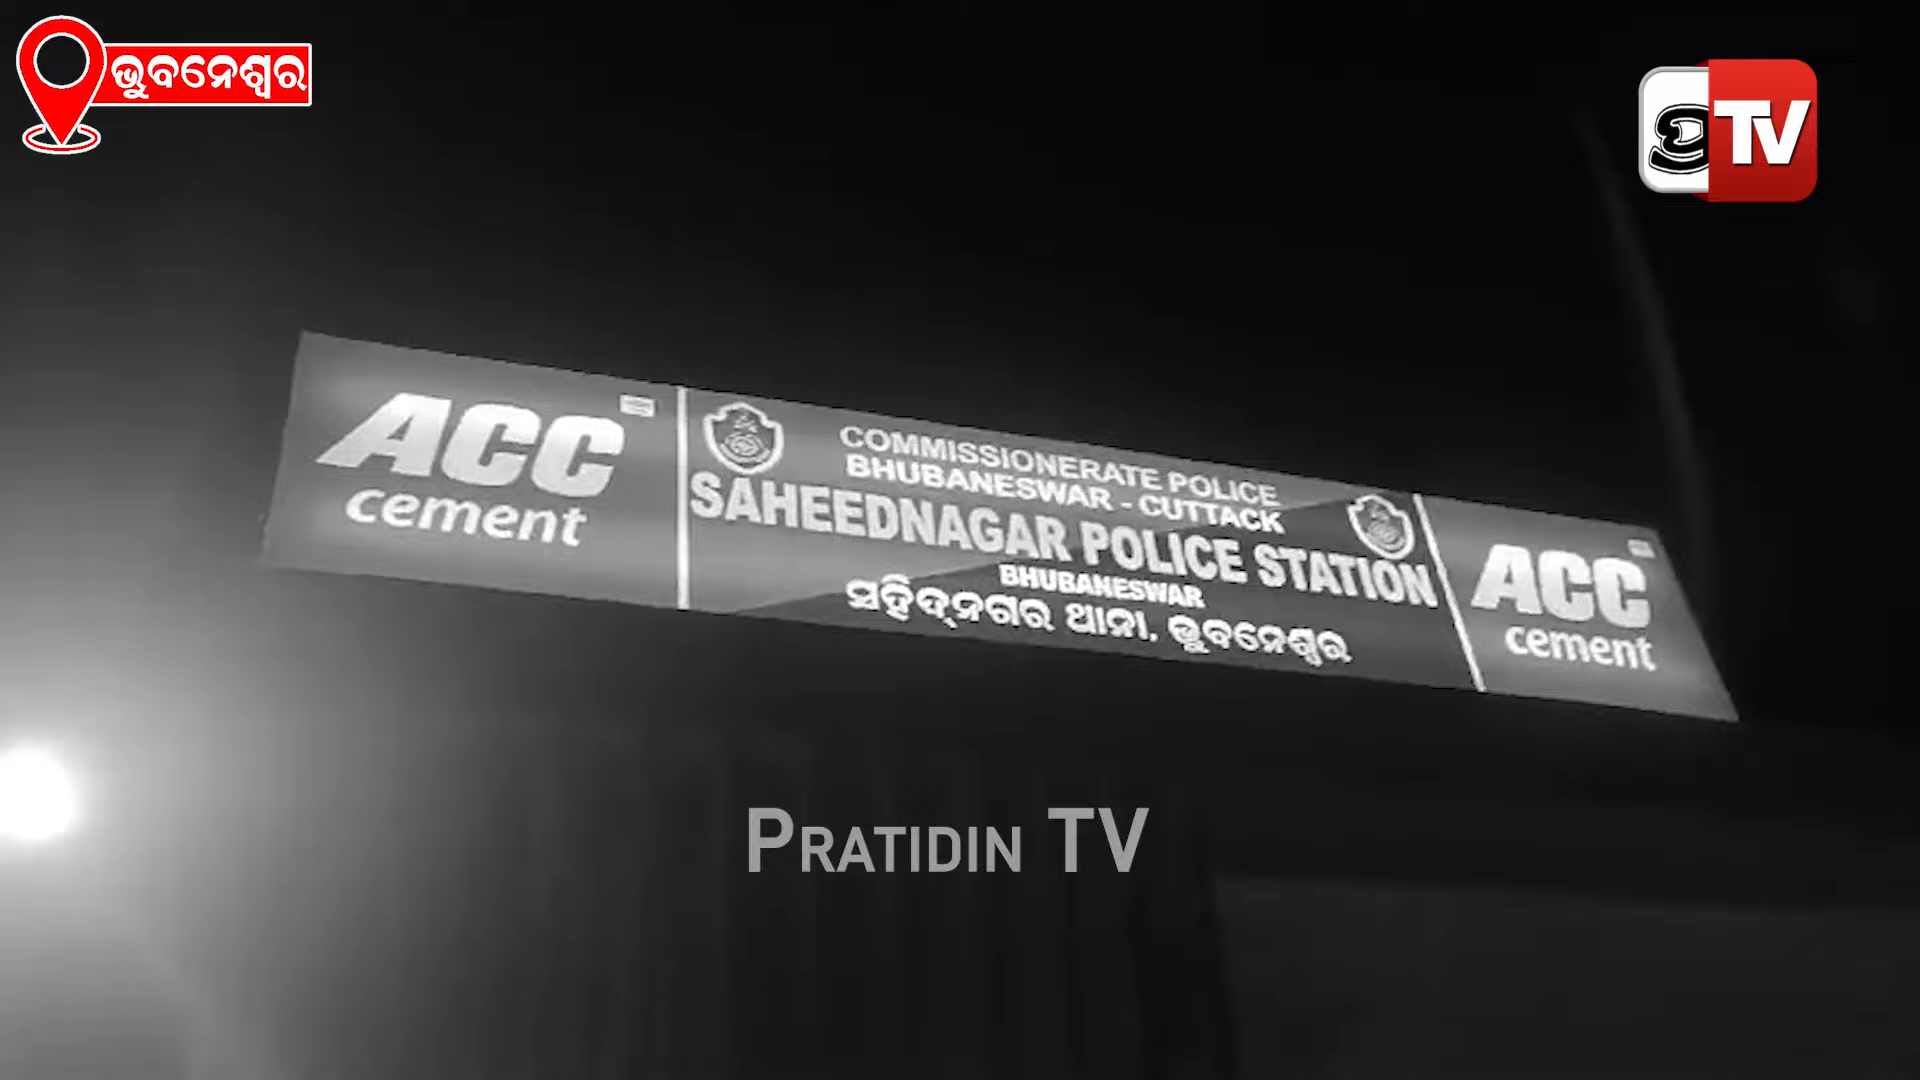 ଭୁବନେଶ୍ୱର
ପ୍ର TV
ACC
cement
COMMISSIONERATE POLICE
BHUBANESWAR - CUTTACK
SAHEEDNAGAR POLICE STATION
BHUBANESWAR
ସହିଦ୍‌ନଗର ଥାନା, ଭୁବନେଶ୍ୱର
ACC
cement
PRATIDIN TV